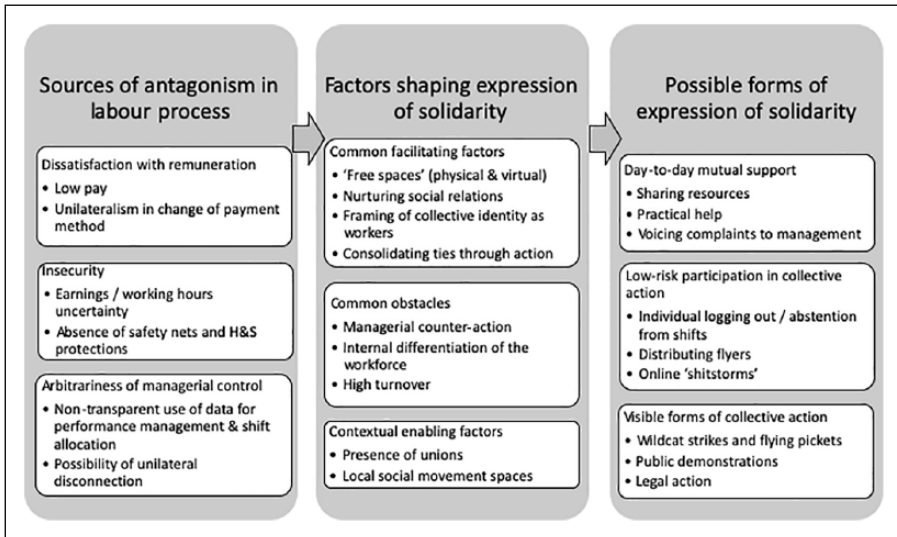 Sources of antagonism in
labour process
Dissatisfaction with remuneration
• Low pay
• Unilateralism in change of payment
method
Insecurity
• Earnings / working hours
uncertainty
• Absence of safety nets and H&S
protections
Arbitrariness of managerial control
• Non-transparent use of data for
performance management & shift
allocation
• Possibility of unilateral
disconnection
Factors shaping expression
of solidarity
Common facilitating factors
• 'Free spaces' (physical & virtual)
• Nurturing social relations
• Framing of collective identity as
workers
• Consolidating ties through action
Common obstacles
• Managerial counter-action
• Internal differentiation of the
workforce
• High turnover
Contextual enabling factors
• Presence of unions
• Local social movement spaces
Possible forms of
expression of solidarity
Day-to-day mutual support
• Sharing resources
• Practical help
• Voicing complaints to management
Low-risk participation in collective
action
• Individual logging out / abstention
from shifts
• Distributing flyers
• Online 'shitstorms'
Visible forms of collective action
• Wildcat strikes and flying pickets
• Public demonstrations
• Legal action